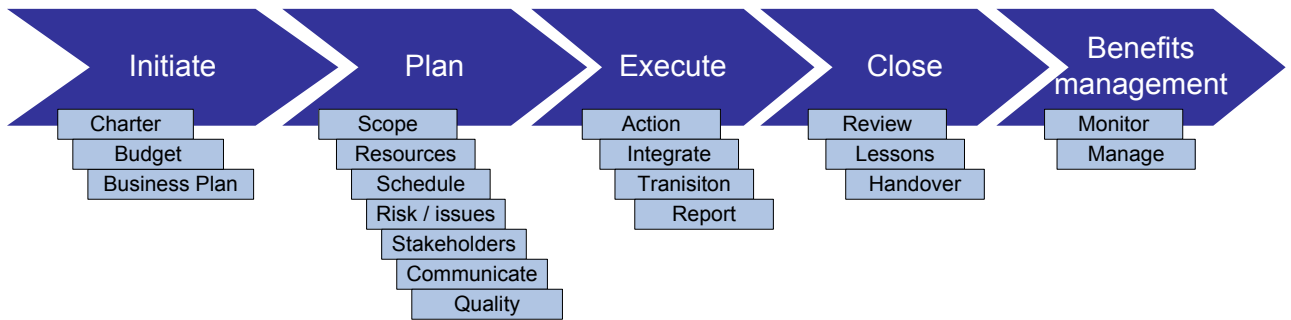 Initiate
Charter
Budget
Business Plan
Plan
Scope
Resources
Schedule
Risk / issues
Stakeholders
Communicate
Quality
Execute
Action
Integrate
Tranisiton
Report
Close
Review
Lessons
Handover
Benefits
management
Monitor
Manage